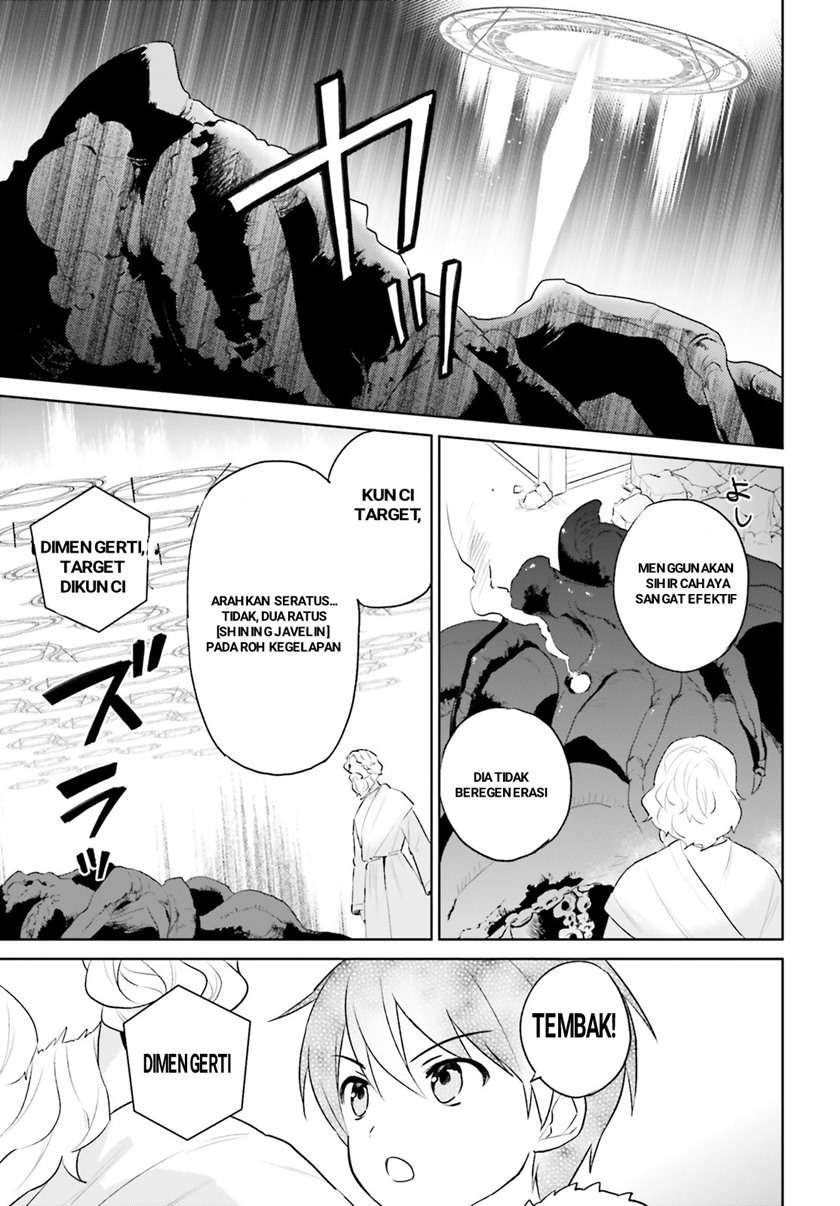 カッ
よし
MENGGUNAKAN
SIHIR CAHAYA
SANGAT EFEKTIF
DIA TIDAK
BEREGENERASI
KUNCI
TARGET,
ARAHKAN SERATUS...
TIDAK, DUA RATUS
[SHINING JAVELIN]
PADA ROH KEGELAPAN
DIMENGERTI,
TARGET
DIKUNCI
ズラッ
TEMBAK!
DIMENGERTI